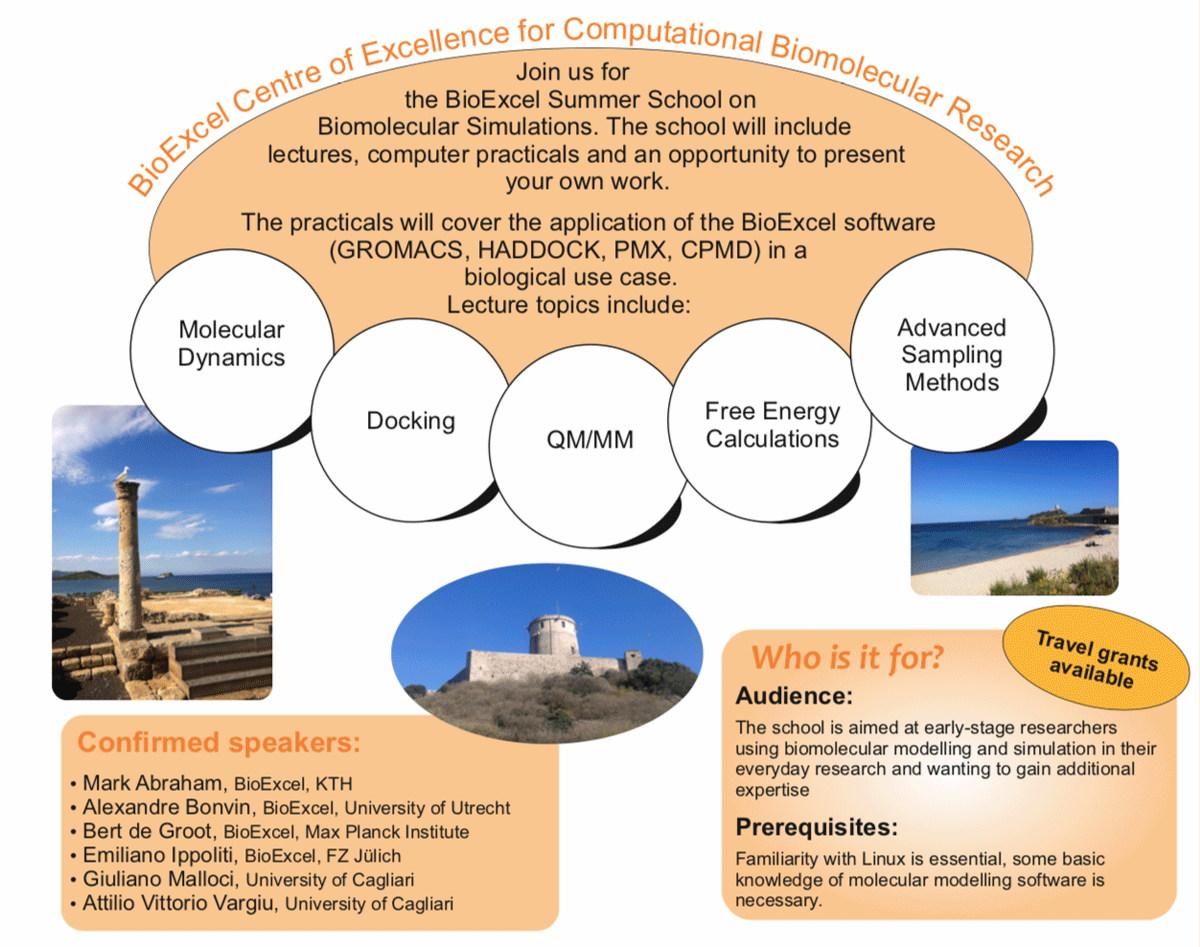 BioExcel Centre of Excellence for Computational Biomolecular Research
Join us for
the BioExcel Summer School on
Biomolecular Simulations. The school will include
lectures, computer practicals and an opportunity to present
your own work.
The practicals will cover the application of the BioExcel software
(GROMACS, HADDOCK, PMX, CPMD) in a
biological use case.
Lecture topics include:
Molecular
Dynamics
Docking
QM/MM
Free Energy
Calculations
Advanced
Sampling
Methods
Confirmed speakers:
• Mark Abraham, BioExcel, KTH
• Alexandre Bonvin, BioExcel, University of Utrecht
• Bert de Groot, BioExcel, Max Planck Institute
• Emiliano Ippoliti, BioExcel, FZ Jülich
• Giuliano Malloci, University of Cagliari
• Attilio Vittorio Vargiu, University of Cagliari
Travel grants
available
Who is it for?
Audience:
The school is aimed at early-stage researchers
using biomolecular modelling and simulation in their
everyday research and wanting to gain additional
expertise
Prerequisites:
Familiarity with Linux is essential, some basic
knowledge of molecular modelling software is
necessary.